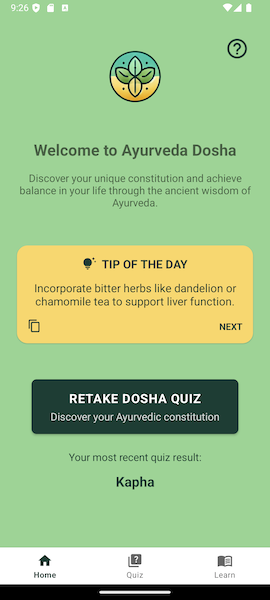 9:26
Welcome to Ayurveda Dosha
Discover your unique constitution and achieve
balance in your life through the ancient wisdom of
Ayurveda.
TIP OF THE DAY
Incorporate bitter herbs like dandelion or
chamomile tea to support liver function.
NEXT
RETAKE DOSHA QUIZ
Discover your Ayurvedic constitution
Your most recent quiz result:
Kapha
Home Quiz Learn